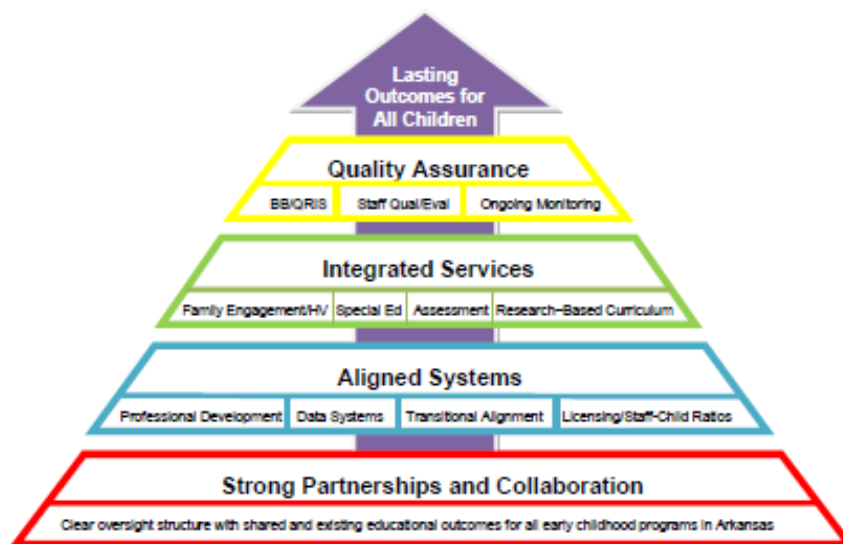 Lasting
Outcomes for
All Children
Quality Assurance
BB/QRIS Staff Qual/Eval Ongoing Monitoring
Integrated Services
Family Engagement/HV Special Ed Assessment Research-Based Curriculum
Aligned Systems
Professional Development Data Systems Transitional Alignment Licensing/Staff-Child Ratios
Strong Partnerships and Collaboration
Clear oversight structure with shared and existing educational outcomes for all early childhood programs in Arkansas